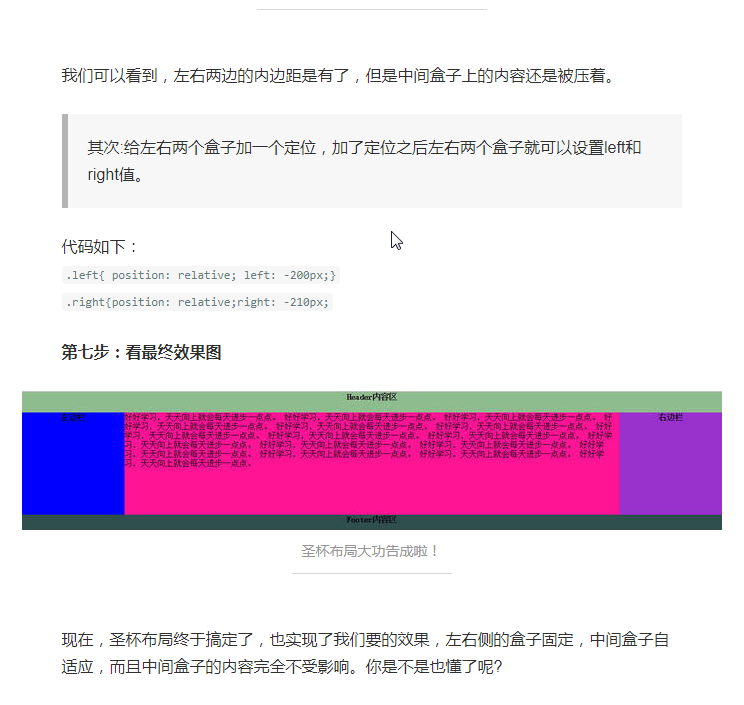 我们可以看到，左右两边的内边距是有了，但是中间盒子上的内容还是被压着。
其次:给左右两个盒子加一个定位，加了定位之后左右两个盒子就可以设置left和
right值。
代码如下：
.left{ position: relative; left: -200px;}
.right{position: relative;right: -210px;
第七步：看最终效果图
Header内容区
左边栏
好好学习，天天向上就会每天进步一点点。 好好学习，天天向上就会每天进步一点点。 好好学习，天天向上就会每天进步一点点。 好
好学习，天天向上就会每天进步一点点。 好好学习，天天向上就会每天进步一点点。 好好学习，天天向上就会每天进步一点点。 好好
学习，天天向上就会每天进步一点点。 好好学习，天天向上就会每天进步一点点。 好好学习，天天向上就会每天进步一点点。 好好学
习，天天向上就会每天进步一点点。 好好学习，天天向上就会每天进步一点点。 好好学习，天天向上就会每天进步一点点。 好好学
习，天天向上就会每天进步一点点。 好好学习，天天向上就会每天进步一点点。 好好学习，天天向上就会每天进步一点点。 好好学
习，天天向上就会每天进步一点点。
右边栏
Footer内容区
圣杯布局大功告成啦！
现在，圣杯布局终于搞定了，也实现了我们要的效果，左右侧的盒子固定，中间盒子自
适应，而且中间盒子的内容完全不受影响。你是不是也懂了呢?